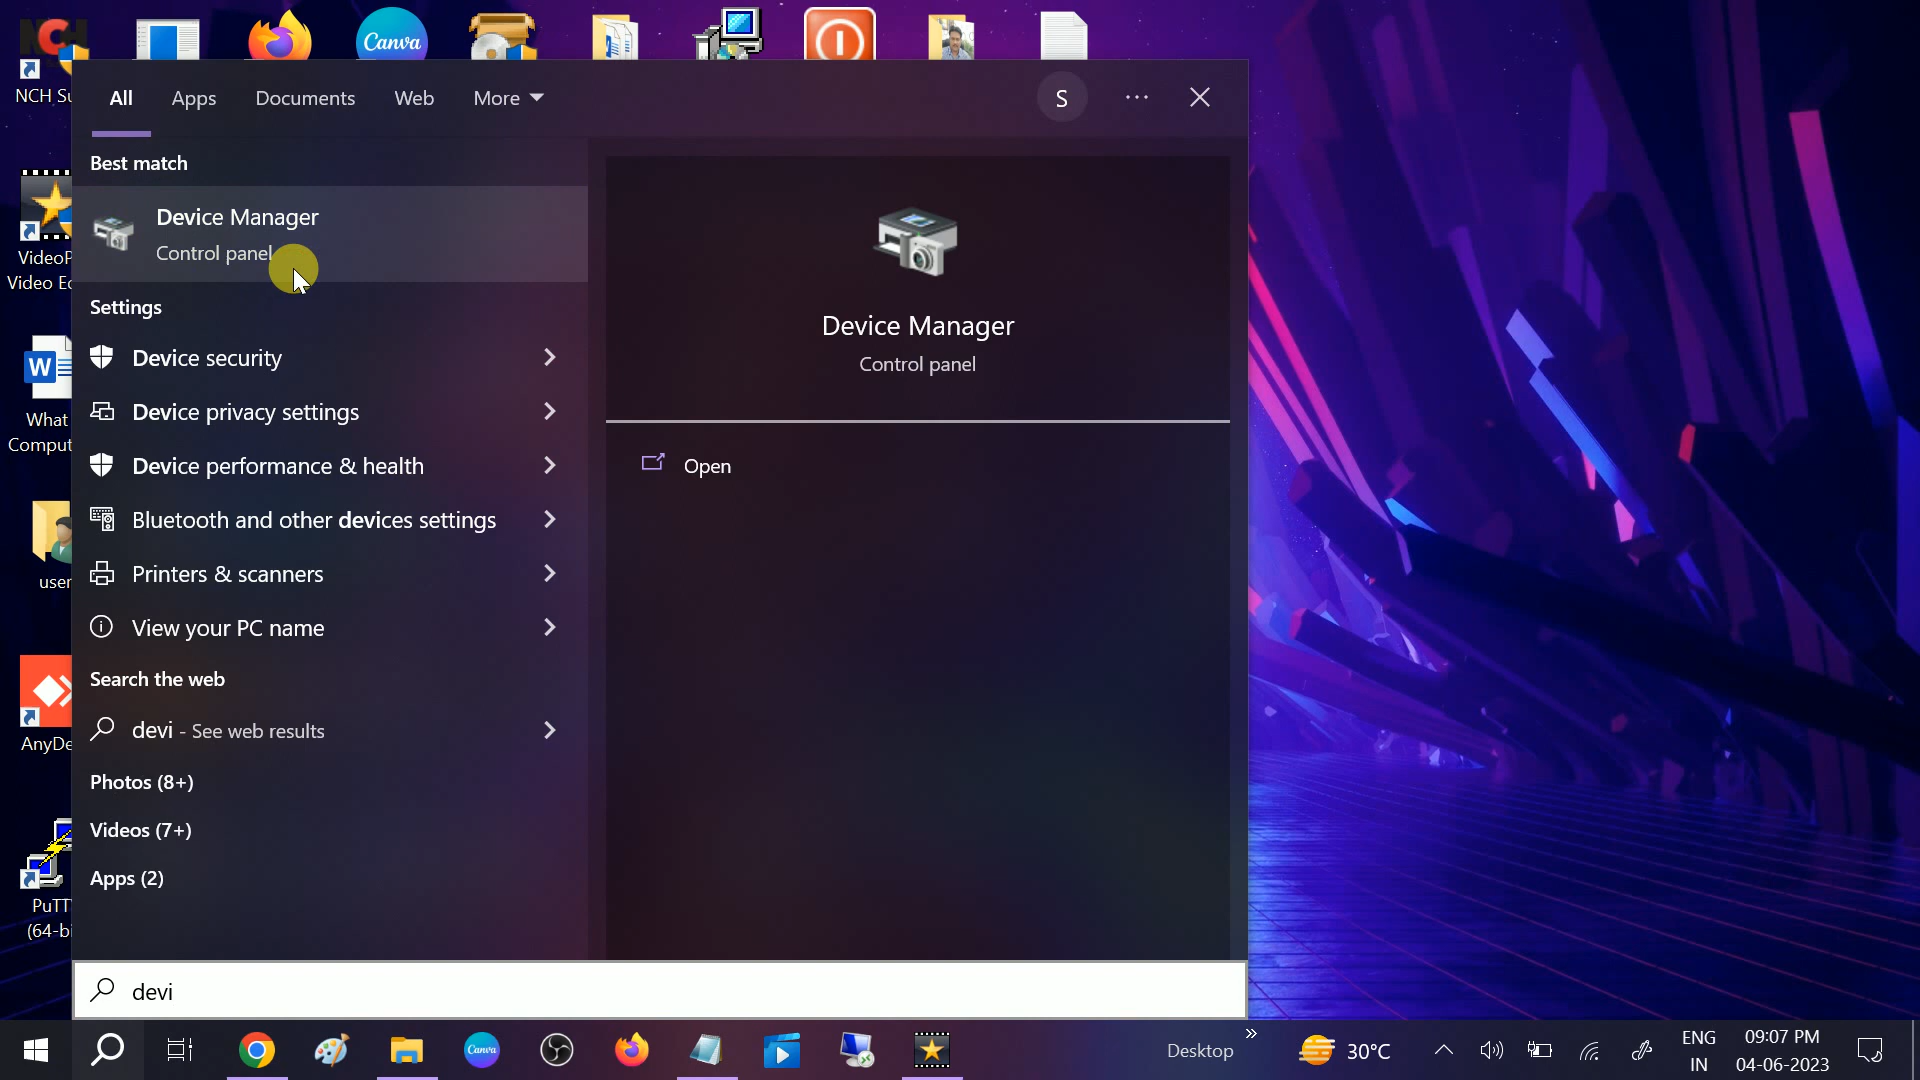 NCH Su
Canva
All
Apps
Documents
Web
More
S
Best match
Device Manager
Control panel
Settings
Device security
Device privacy settings
Device performance & health
Bluetooth and other devices settings
Printers & scanners
View your PC name
Search the web
devi - See web results
Photos (8+)
Videos (7+)
Apps (2)
Device Manager
Control panel
Open
VideoP
Video Ed
W
What
Comput
user
AnyDe
PuTT
(64-bi
devi
Canva
Desktop
30°C
ENG
IN
09:07 PM
04-06-2023